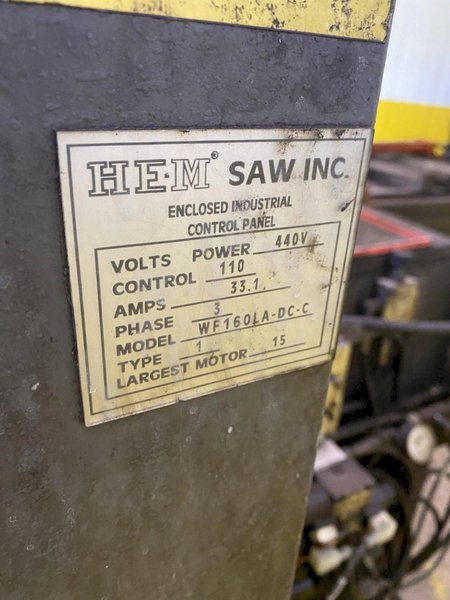 HE·M® SAW INC.
ENCLOSED INDUSTRIAL
CONTROL PANEL
VOLTS POWER 440V
CONTROL 110
AMPS 33.1
PHASE 3
MODEL WF160LA-DC-C
TYPE 1
LARGEST MOTOR 15